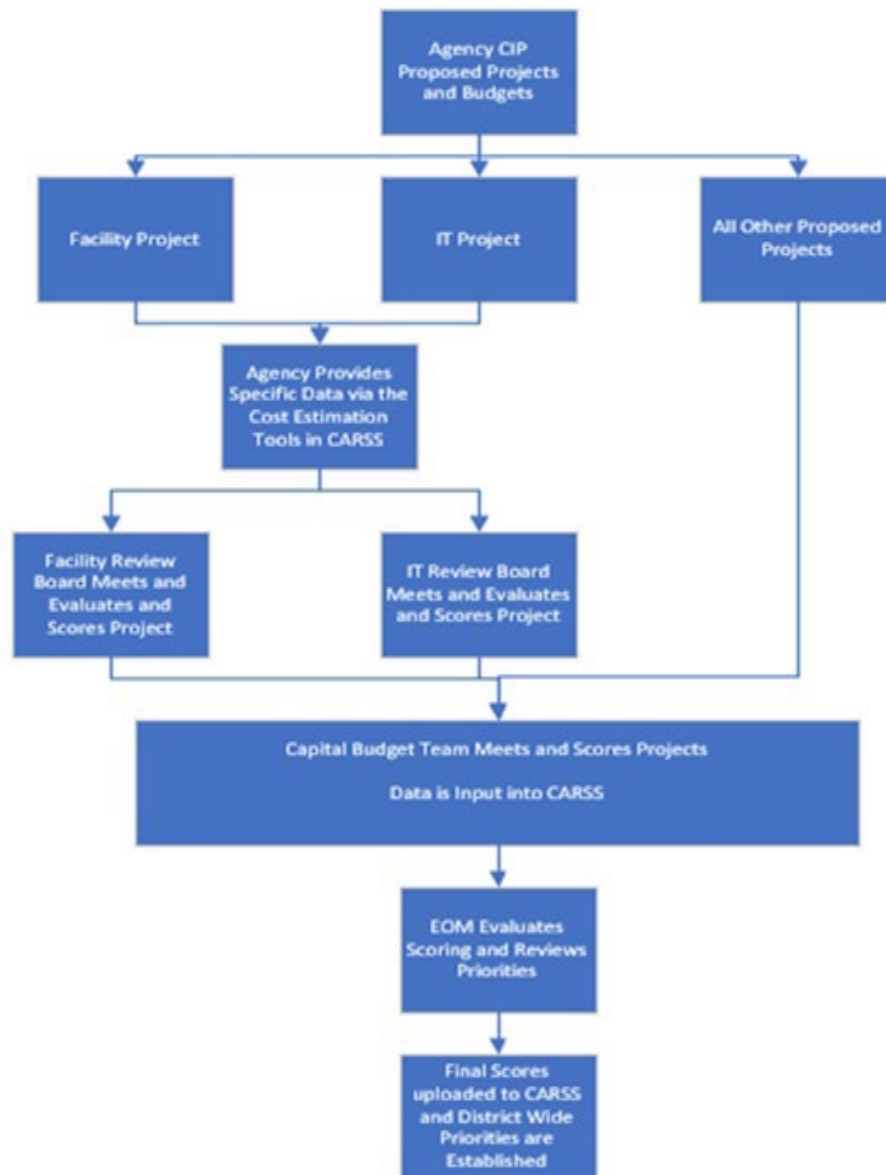 Agency CIP
Proposed Projects
and Budgets
Facility Project
IT Project
All Other Proposed
Projects
Agency Provides
Specific Data via the
Cost Estimation
Tools in CARSS
Facility Review
Board Meets and
Evaluates and
Scores Project
IT Review Board
Meets and Evaluates
and Scores Project
Capital Budget Team Meets and Scores Projects
Data is Input into CARSS
EOM Evaluates
Scoring and Reviews
Priorities
Final Scores
uploaded to CARSS
and District Wide
Priorities are
Established